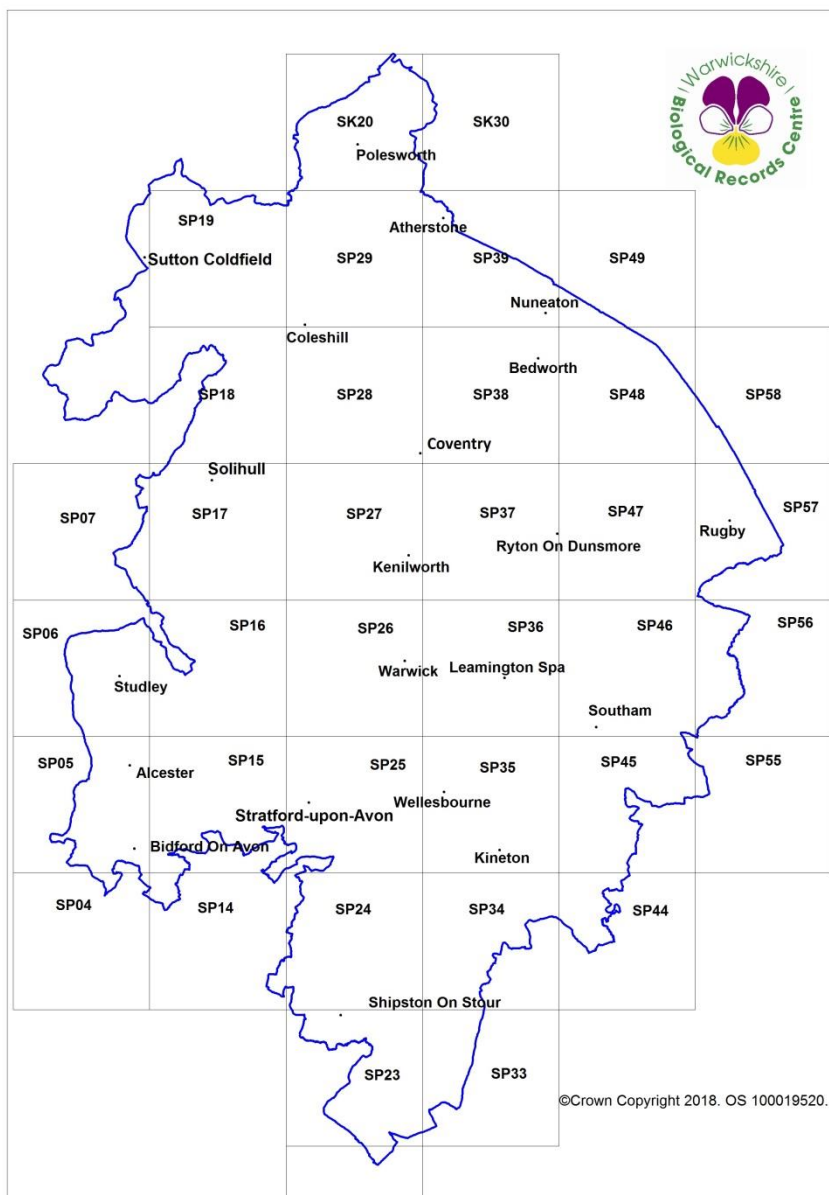 Warwickshire
Biological Records Centre
SK20
SK30
Polesworth
SP19
Atherstone
Sutton Coldfield
SP29
SP39
SP49
Nuneaton
Coleshill
Bedworth
SP18
SP28
SP38
SP48
SP58
Coventry
Solihull
SP07
SP17
SP27
SP37
SP47
SP57
Rugby
Ryton On Dunsmore
Kenilworth
SP06
SP16
SP26
SP36
SP46
SP56
Warwick
Leamington Spa
Studley
Southam
SP05
SP15
SP25
SP35
SP45
SP55
Alcester
Wellesbourne
Stratford-upon-Avon
Bidford On Avon
Kineton
SP04
SP14
SP24
SP34
SP44
Shipston On Stour
SP23
SP33
©Crown Copyright 2018. OS 100019520.